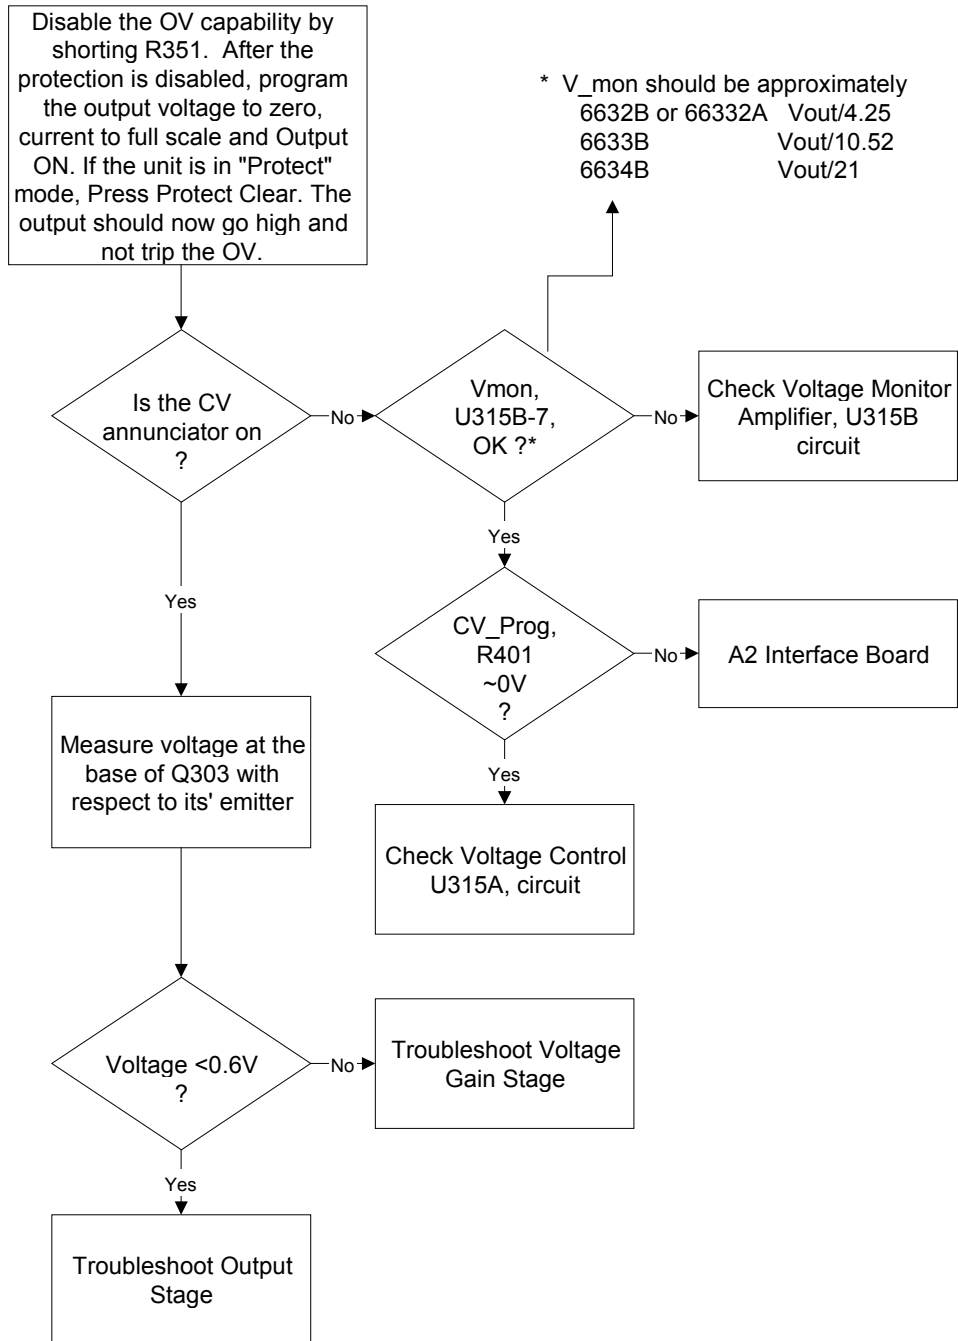 Disable the OV capability by
shorting R351. After the
protection is disabled, program
the output voltage to zero,
current to full scale and Output
ON. If the unit is in "Protect"
mode, Press Protect Clear. The
output should now go high and
not trip the OV.
* V_mon should be approximately
6632B or 66332A Vout/4.25
6633B Vout/10.52
6634B Vout/21
Is the CV
annunciator on
?
No
Vmon,
U315B-7,
OK ?*
No
Check Voltage Monitor
Amplifier, U315B
circuit
Yes
Yes
CV_Prog,
R401
~0V
?
No
A2 Interface Board
Measure voltage at the
base of Q303 with
respect to its' emitter
Yes
Check Voltage Control
U315A, circuit
Voltage <0.6V
?
No
Troubleshoot Voltage
Gain Stage
Yes
Troubleshoot Output
Stage